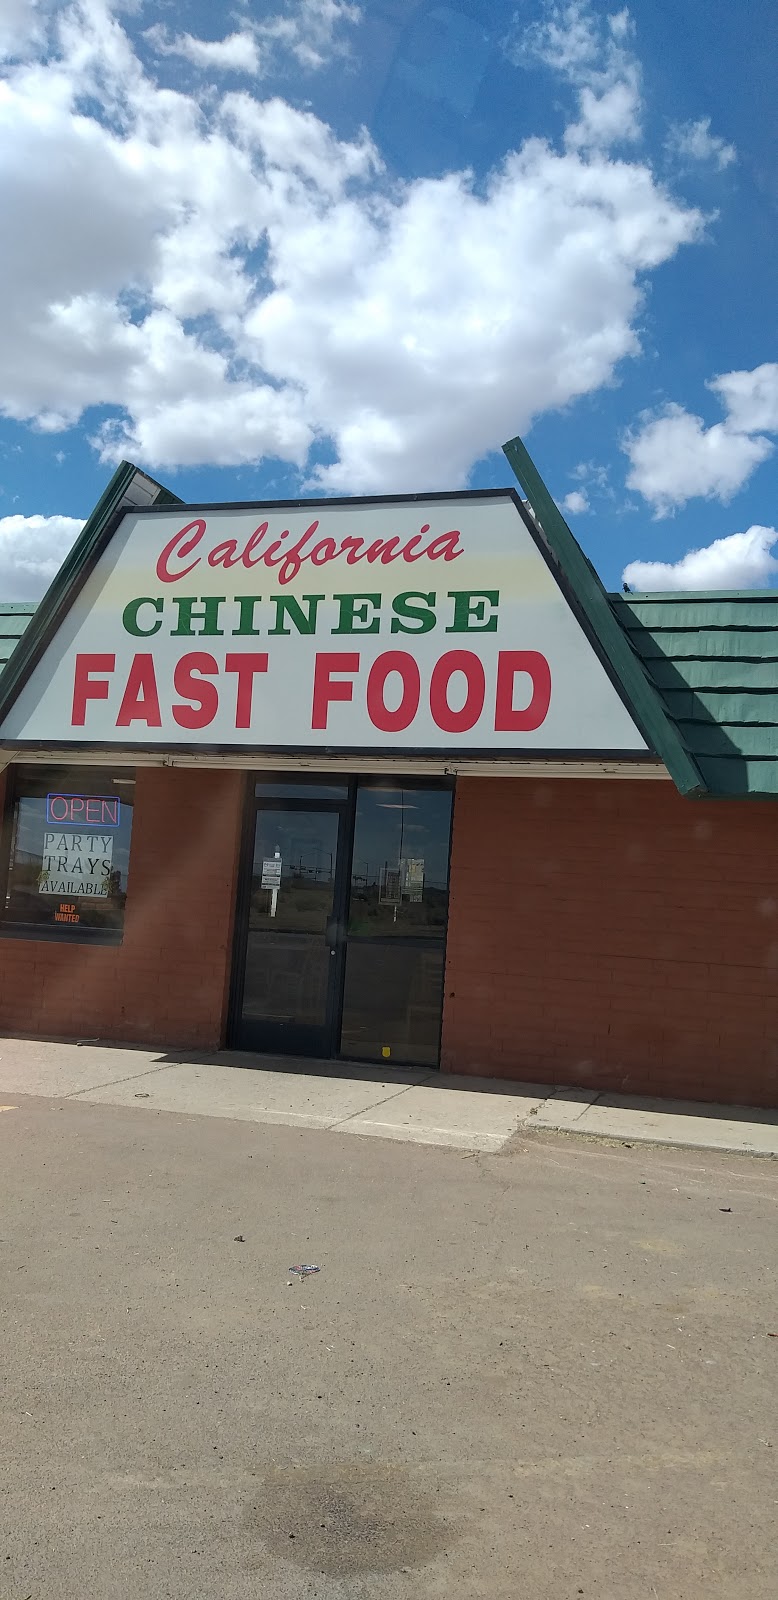 California
CHINESE
FAST FOOD
OPEN
PARTY
TRAYS
AVAILABLE
HELP
WANTED